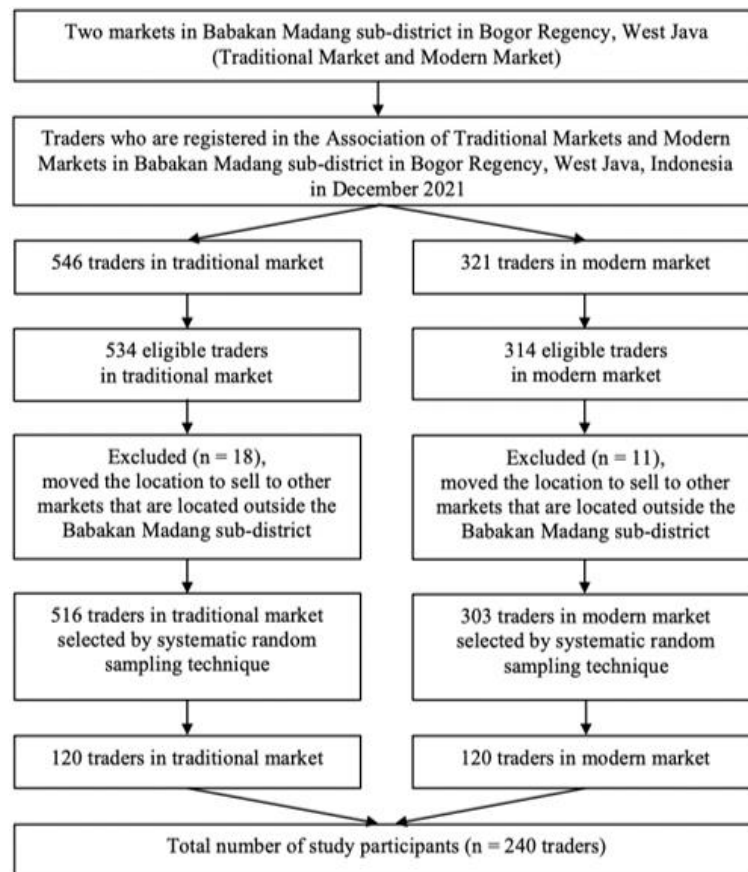 Two markets in Babakan Madang sub-district in Bogor Regency, West Java
(Traditional Market and Modern Market)
Traders who are registered in the Association of Traditional Markets and Modern
Markets in Babakan Madang sub-district in Bogor Regency, West Java, Indonesia
in December 2021
546 traders in traditional market
321 traders in modern market
534 eligible traders
in traditional market
314 eligible traders
in modern market
Excluded (n = 18),
moved the location to sell to other
markets that are located outside the
Babakan Madang sub-district
Excluded (n = 11),
moved the location to sell to other
markets that are located outside the
Babakan Madang sub-district
516 traders in traditional market
selected by systematic random
sampling technique
303 traders in modern market
selected by systematic random
sampling technique
120 traders in traditional market
120 traders in modern market
Total number of study participants (n = 240 traders)